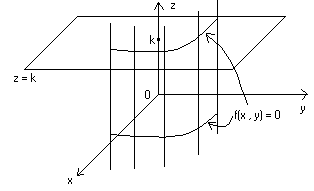 z
k
z = k
0
y
f(x , y) = 0
x